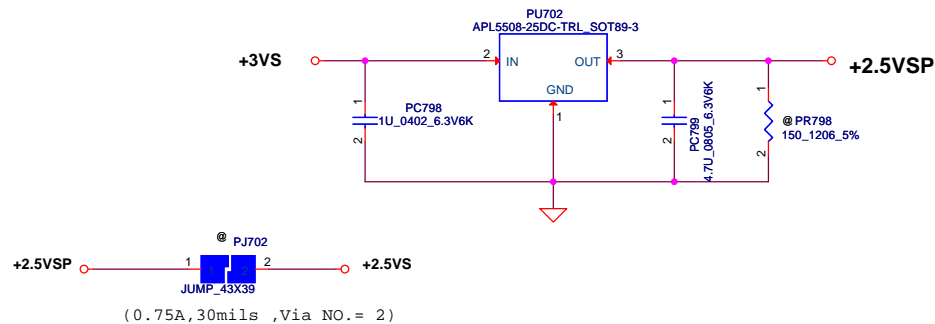 PU702
APL5508-25DC-TRL_SOT89-3
+3VS
2
IN
OUT
3
+2.5VSP
GND
1
1
PC798
1U_0402_6.3V6K
2
1
2
PC799
4.7U_0805_6.3V6K
1
@ PR798
150_1206_5%
2
@
PJ702
+2.5VSP
1
1
2
2
+2.5VS
JUMP_43X39
(0.75A,30mils ,Via NO.= 2)